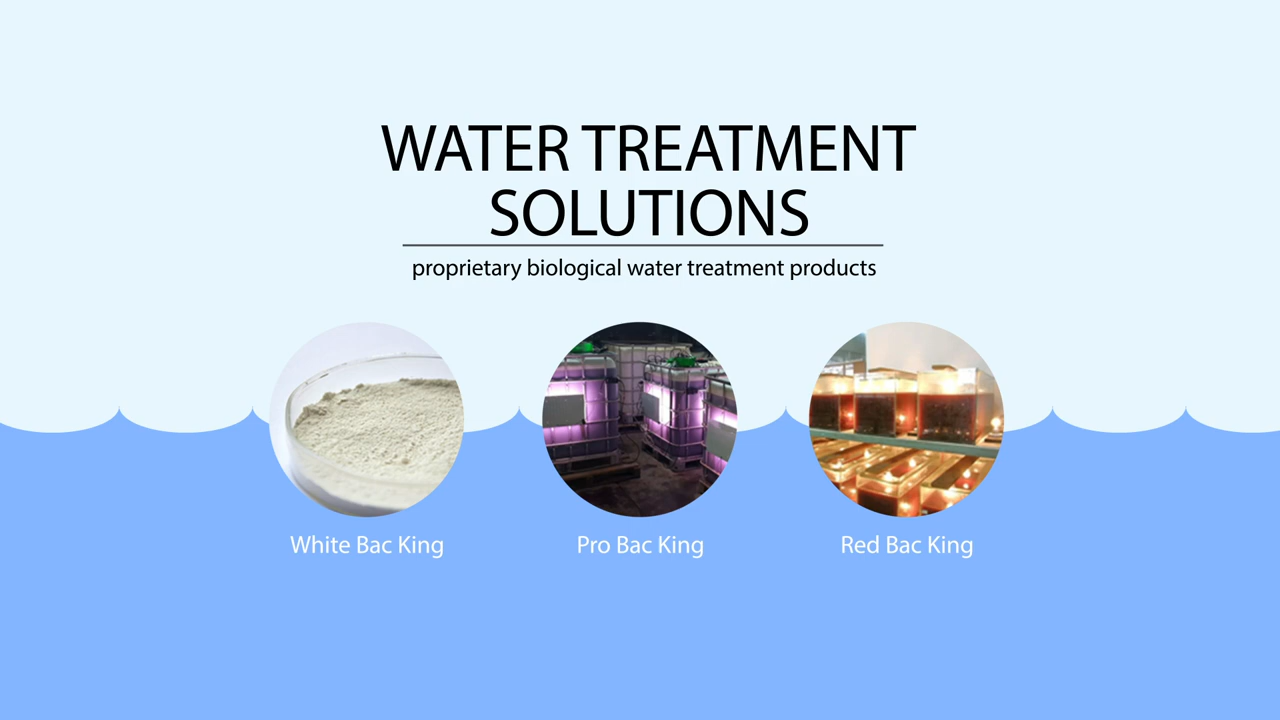 WATER TREATMENT
SOLUTIONS
proprietary biological water treatment products
White Bac King
Pro Bac King
Red Bac King